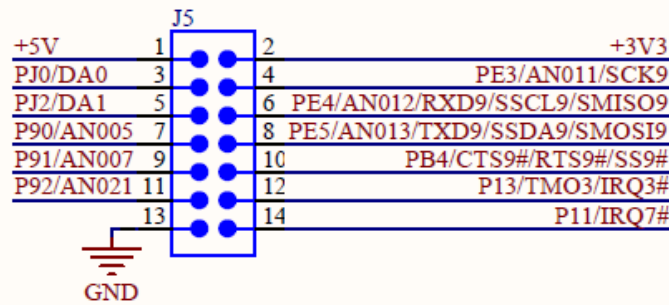 J5
+5V 1 2 +3V3
PJ0/DA0 3 4 PE3/AN011/SCK9
PJ2/DA1 5 6 PE4/AN012/RXD9/SSCL9/SMISO9
P90/AN005 7 8 PE5/AN013/TXD9/SSDA9/SMOSI9
P91/AN007 9 10 PB4/CTS9#/RTS9#/SS9#
P92/AN021 11 12 P13/TMO3/IRQ3#
13 14 P11/IRQ7#
GND